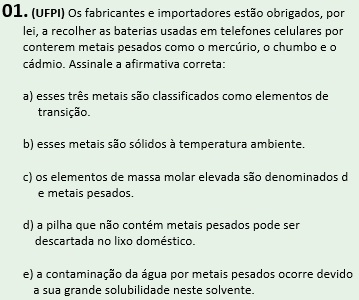 01. (UFPI) Os fabricantes e importadores estão obrigados, por
lei, a recolher as baterias usadas em telefones celulares por
conterem metais pesados como o mercúrio, o chumbo e o
cádmio. Assinale a afirmativa correta:
a) esses três metais são classificados como elementos de
transição.
b) esses metais são sólidos à temperatura ambiente.
c) os elementos de massa molar elevada são denominados d
e metais pesados.
d) a pilha que não contém metais pesados pode ser
descartada no lixo doméstico.
e) a contaminação da água por metais pesados ocorre devido
a sua grande solubilidade neste solvente.